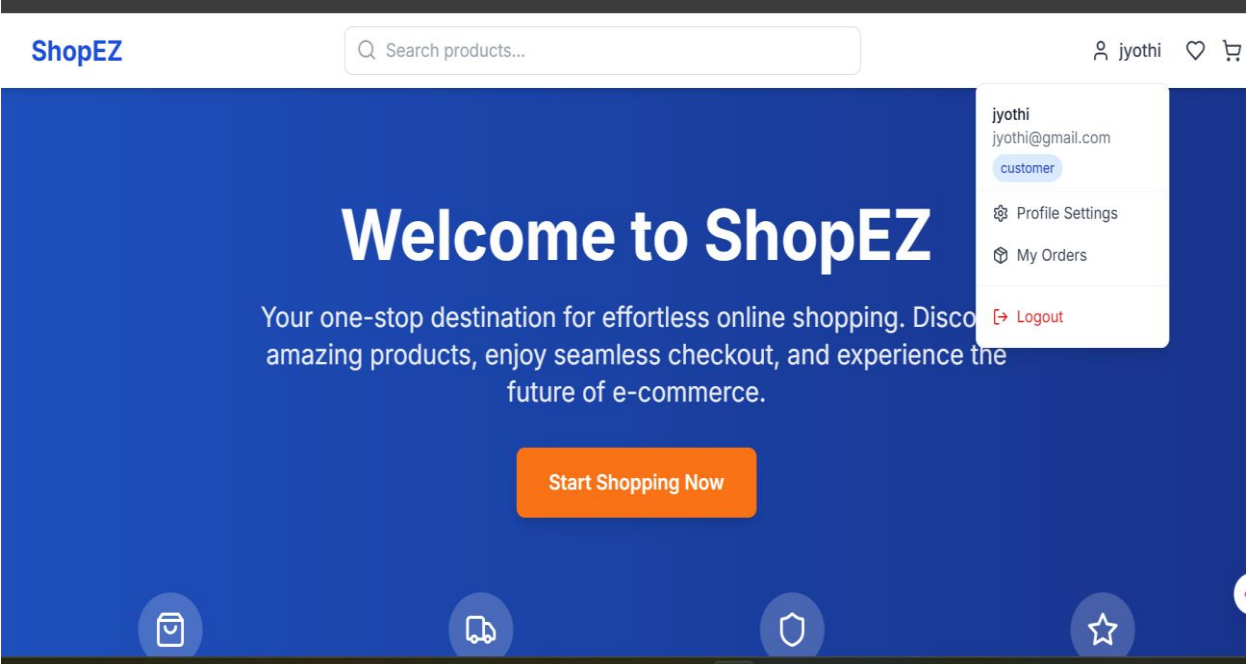 ShopEZ
Search products...
jyothi
jyothi
jyothi@gmail.com
customer
Profile Settings
My Orders
Logout
Welcome to ShopEZ
Your one-stop destination for effortless online shopping. Disco
amazing products, enjoy seamless checkout, and experience the
future of e-commerce.
Start Shopping Now